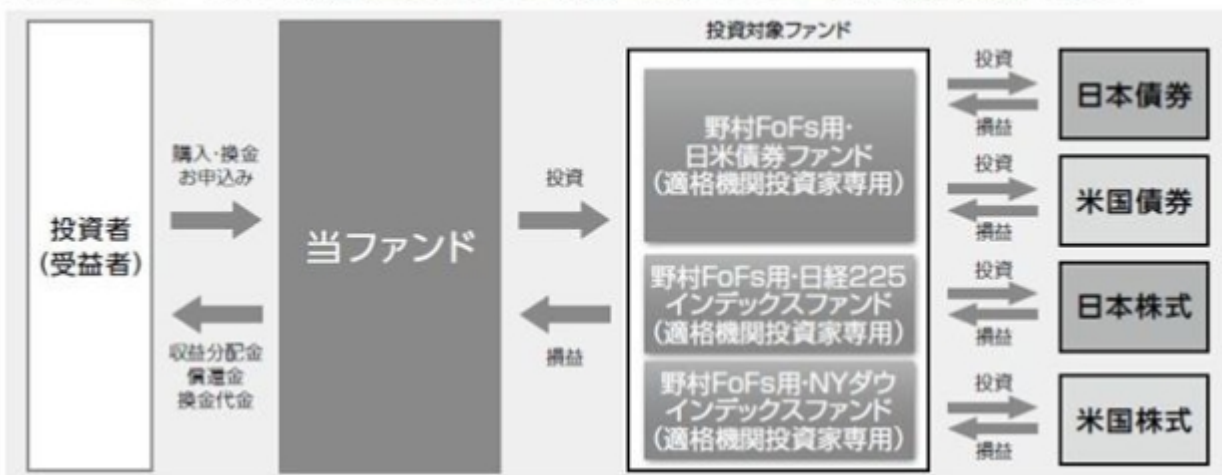 投資対象ファンド
投資者
(受益者)
購入・換金
お申込み
収益分配金
償還金
換金代金
当ファンド
投資
損益
野村FoFs用・
日米債券ファンド
(適格機関投資家専用)
野村FoFs用・日経225
インデックスファンド
(適格機関投資家専用)
野村FoFs用・NYダウ
インデックスファンド
(適格機関投資家専用)
投資
損益
日本債券
投資
損益
米国債券
投資
損益
日本株式
投資
損益
米国株式